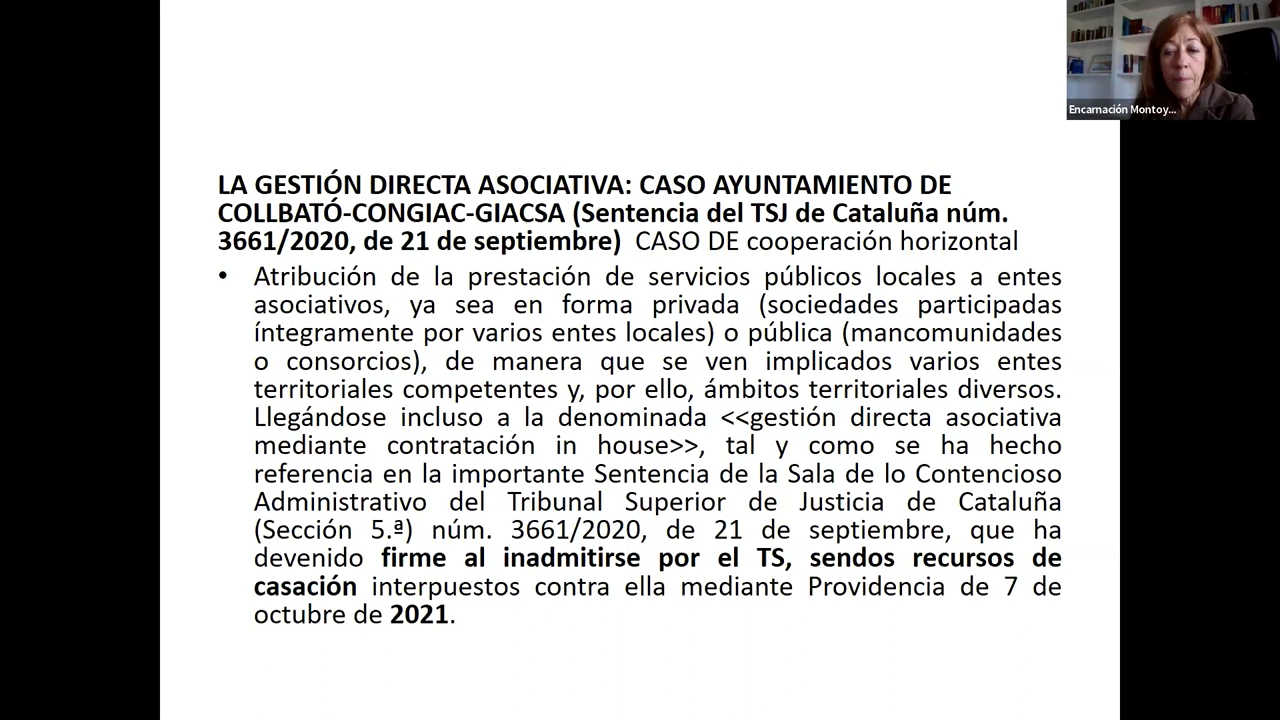 Encarnación Montoy...
LA GESTIÓN DIRECTA ASOCIATIVA: CASO AYUNTAMIENTO DE
COLLBATÓ-CONGIAC-GIACSA (Sentencia del TSJ de Cataluña núm.
3661/2020, de 21 de septiembre) CASO DE cooperación horizontal
• Atribución de la prestación de servicios públicos locales a entes
asociativos, ya sea en forma privada (sociedades participadas
íntegramente por varios entes locales) o pública (mancomunidades
o consorcios), de manera que se ven implicados varios entes
territoriales competentes y, por ello, ámbitos territoriales diversos.
Llegándose incluso a la denominada <<gestión directa asociativa
mediante contratación in house>>, tal y como se ha hecho
referencia en la importante Sentencia de la Sala de lo Contencioso
Administrativo del Tribunal Superior de Justicia de Cataluña
(Sección 5.ª) núm. 3661/2020, de 21 de septiembre, que ha
devenido firme al inadmitirse por el TS, sendos recursos de
casación interpuestos contra ella mediante Providencia de 7 de
octubre de 2021.